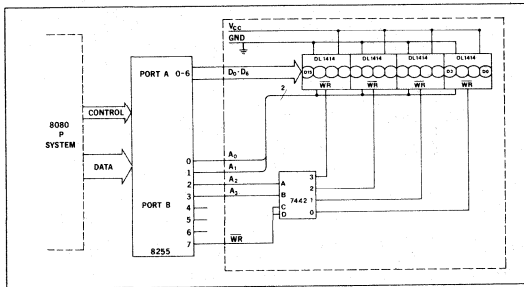 VCC
GND
DL1414 DL1414 DL1414 DL1414
D15 D3 D0
WR WR WR WR
PORT A 0-6
D0 - D6
2
8080
P
SYSTEM
CONTROL
DATA
0 A0
1 A1
2 A2
3 A3
4
5
6
7 WR
PORT B
8255
A 3
B 2
C 1
D 0
7442